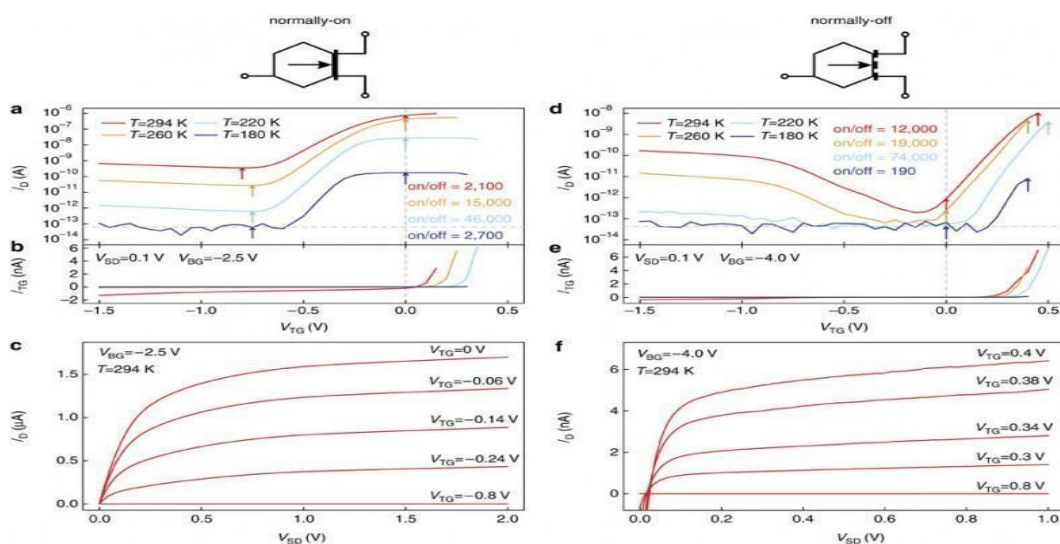 normally-on
normally-off
a
10⁻⁶
10⁻⁷
10⁻⁸
10⁻⁹
10⁻¹⁰
10⁻¹¹
10⁻¹²
10⁻¹³
10⁻¹⁴
I_D (A)
T=294 K T=220 K
T=260 K T=180 K
on/off = 2,100
on/off = 15,000
on/off = 46,000
on/off = 2,700
b
6
4
2
0
−2
I_TG (nA)
V_SD=0.1 V V_BG=−2.5 V
−1.5 −1.0 −0.5 0.0 0.5
V_TG (V)
c
V_BG=−2.5 V
T=294 K
1.5
1.0
0.5
0.0
I_D (µA)
V_TG=0 V
V_TG=−0.06 V
V_TG=−0.14 V
V_TG=−0.24 V
V_TG=−0.8 V
0.0 0.5 1.0 1.5 2.0
V_SD (V)
d
10⁻⁸
10⁻⁹
10⁻¹⁰
10⁻¹¹
10⁻¹²
10⁻¹³
10⁻¹⁴
I_D (A)
T=294 K T=220 K
T=260 K T=180 K
on/off = 12,000
on/off = 19,000
on/off = 74,000
on/off = 190
e
6
4
2
0
I_TG (nA)
V_SD=0.1 V V_BG=−4.0 V
−1.5 −1.0 −0.5 0.0 0.5
V_TG (V)
f
V_BG=−4.0 V
T=294 K
6
4
2
0
I_D (nA)
V_TG=0.4 V
V_TG=0.38 V
V_TG=0.34 V
V_TG=0.3 V
V_TG=0.8 V
0.0 0.2 0.4 0.6 0.8 1.0
V_SD (V)